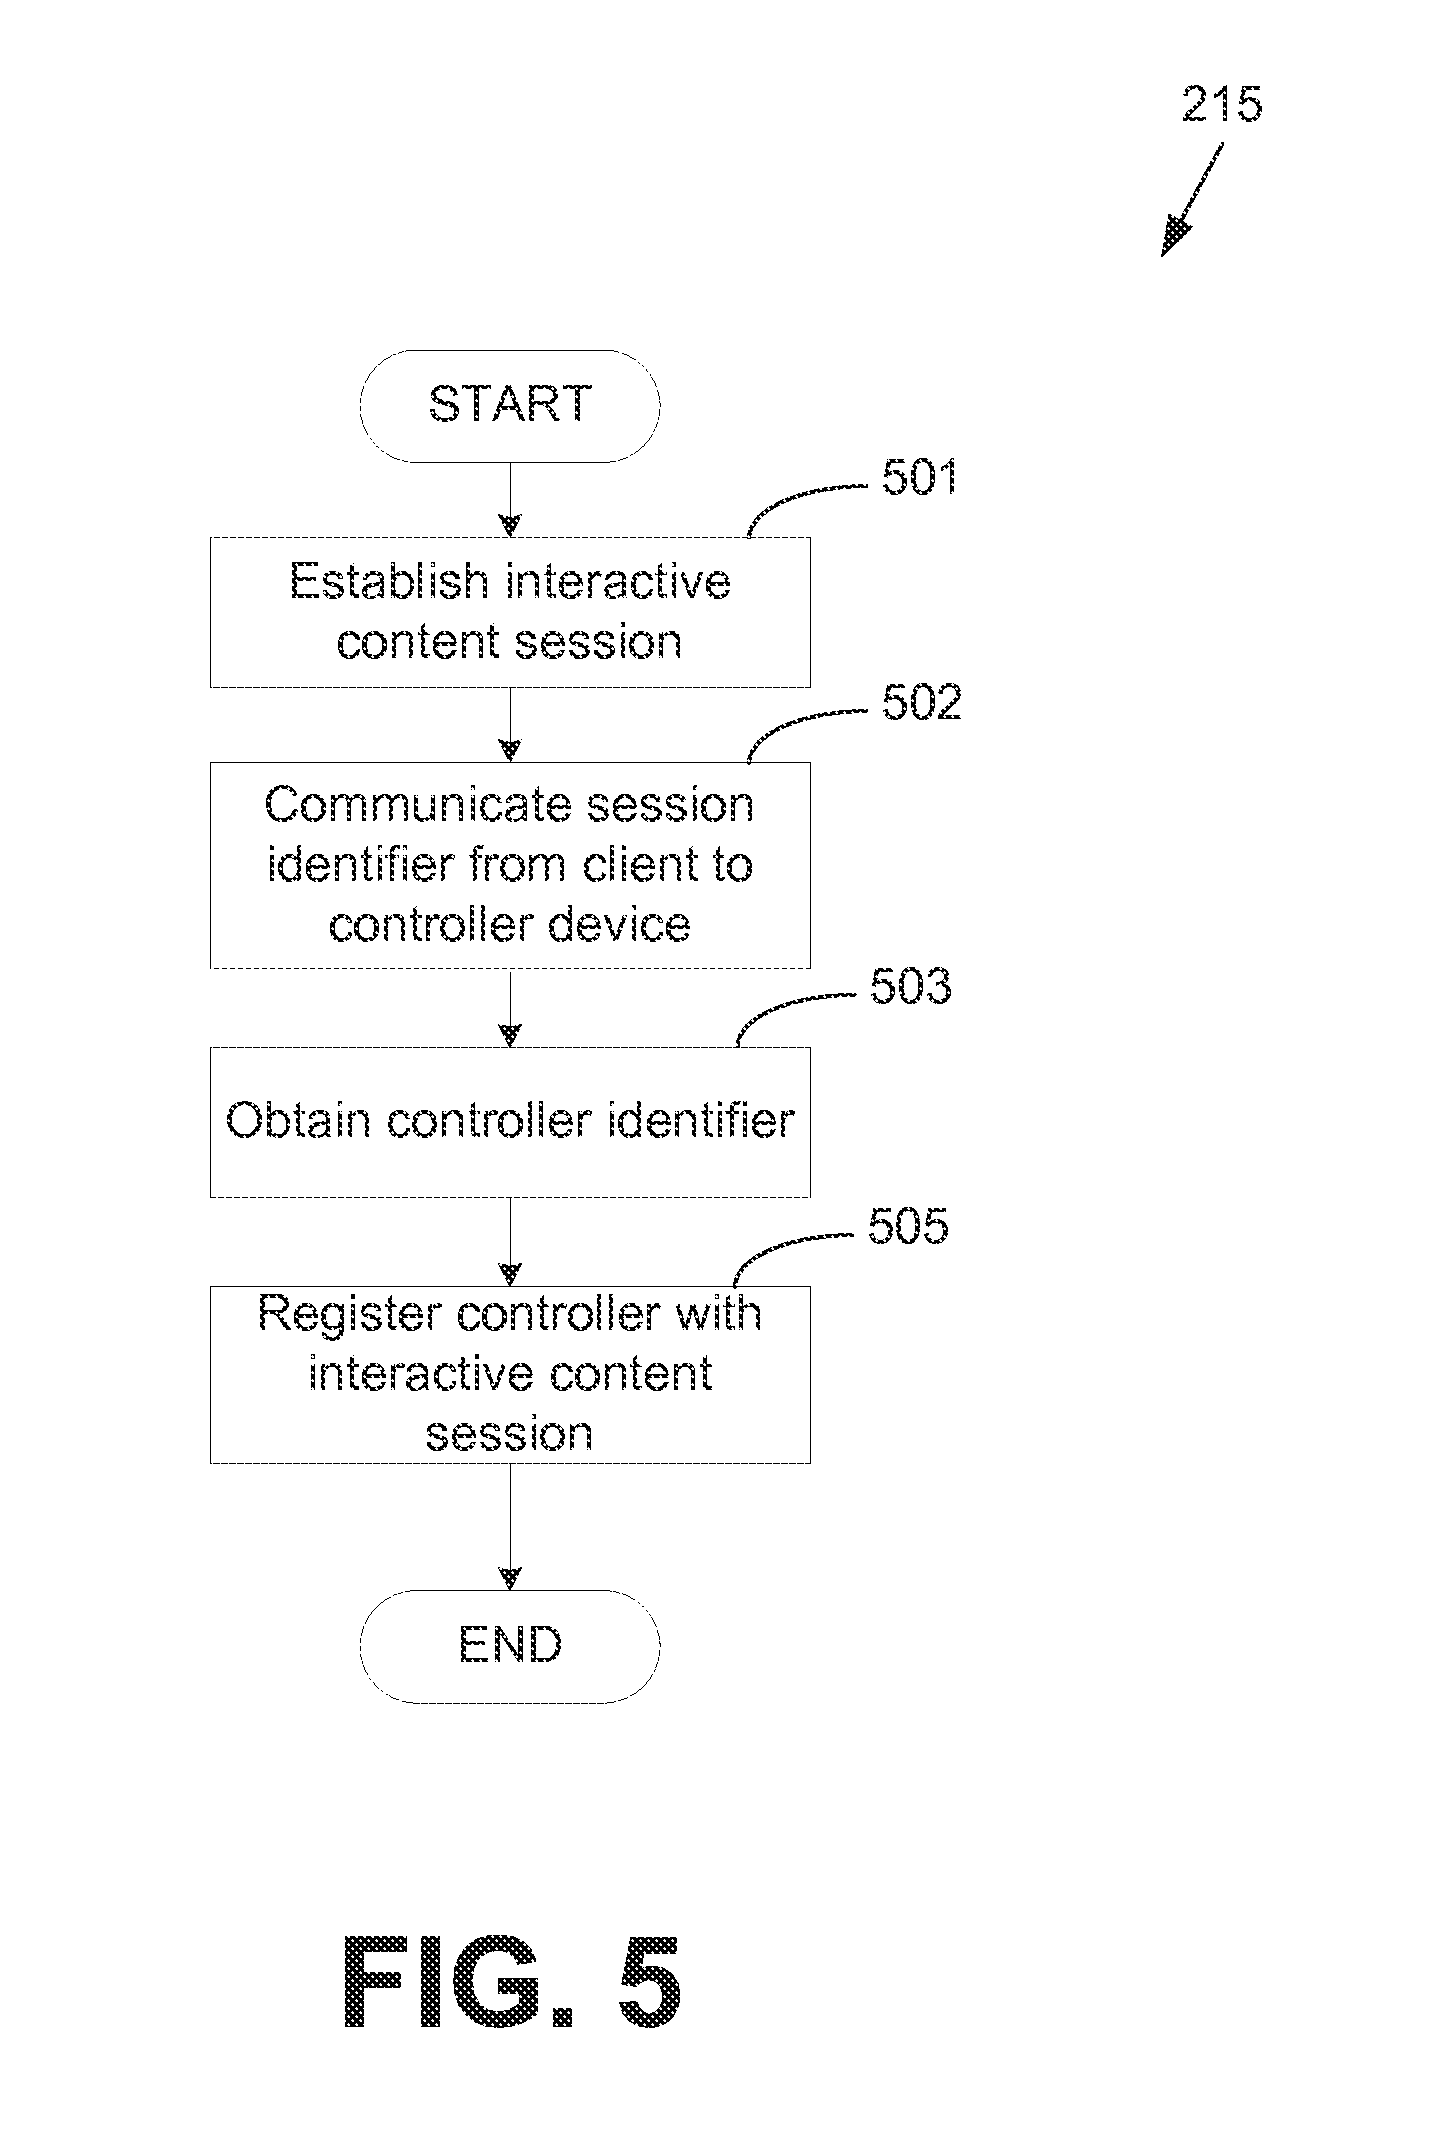 215
START
501
Establish interactive
content session
502
Communicate session
identifier from client to
controller device
503
Obtain controller identifier
505
Register controller with
interactive content
session
END
FIG. 5